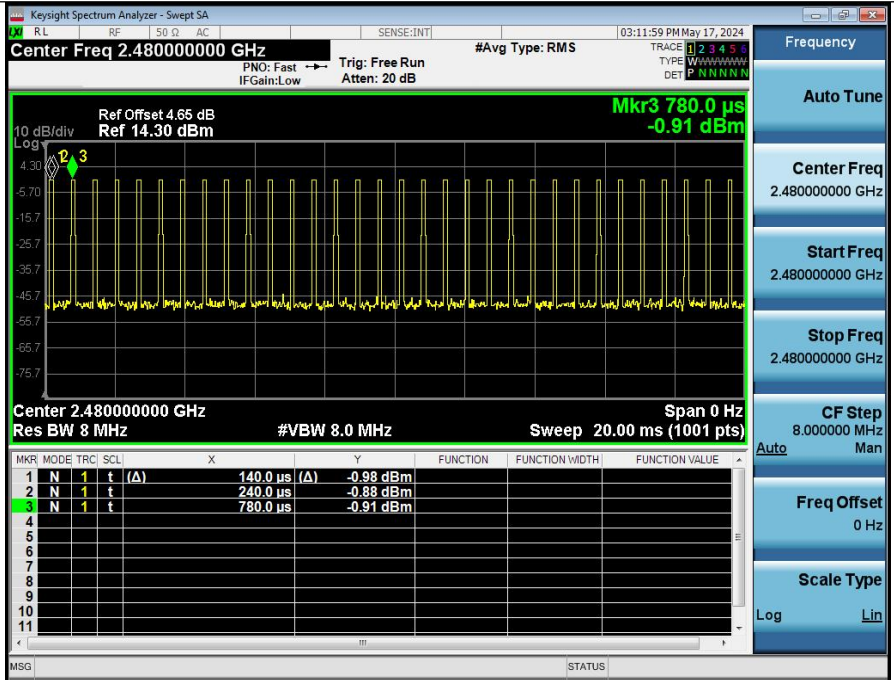 Keysight Spectrum Analyzer - Swept SA
RL RF 50 Ω AC SENSE:INT 03:11:59 PM May 17, 2024
Center Freq 2.480000000 GHz
PNO: Fast
IFGain:Low
Trig: Free Run
Atten: 20 dB
#Avg Type: RMS
TRACE 1 2 3 4 5 6
TYPE WWWWWW
DET P N N N N N
Mkr3 780.0 µs
-0.91 dBm
Ref Offset 4.65 dB
10 dB/div Ref 14.30 dBm
Log
1 2 3
4.30
-5.70
-15.7
-25.7
-35.7
-45.7
-55.7
-65.7
-75.7
Center 2.480000000 GHz Span 0 Hz
Res BW 8 MHz #VBW 8.0 MHz Sweep 20.00 ms (1001 pts)
MKR MODE TRC SCL X Y FUNCTION FUNCTION WIDTH FUNCTION VALUE
1 N 1 t (Δ) 140.0 µs (Δ) -0.98 dBm
2 N 1 t 240.0 µs -0.88 dBm
3 N 1 t 780.0 µs -0.91 dBm
4
5
6
7
8
9
10
11
MSG STATUS
Frequency
Auto Tune
Center Freq
2.480000000 GHz
Start Freq
2.480000000 GHz
Stop Freq
2.480000000 GHz
CF Step
8.000000 MHz
Auto Man
Freq Offset
0 Hz
Scale Type
Log Lin